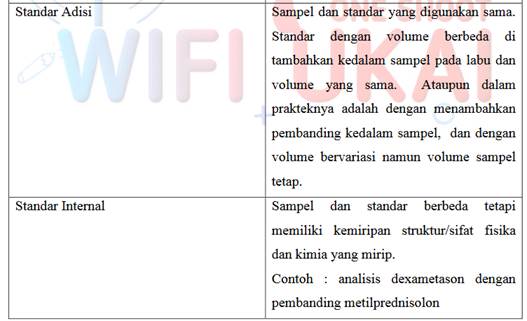 ONE SHOOT
WIFI UKAI
Standar Adisi
Sampel dan standar yang digunakan sama.
Standar dengan volume berbeda di
tambahkan kedalam sampel pada labu dan
volume yang sama. Ataupun dalam
prakteknya adalah dengan menambahkan
pembanding kedalam sampel, dan dengan
volume bervariasi namun volume sampel
tetap.
Standar Internal
Sampel dan standar berbeda tetapi
memiliki kemiripan struktur/sifat fisika
dan kimia yang mirip.
Contoh : analisis dexametason dengan
pembanding metilprednisolon